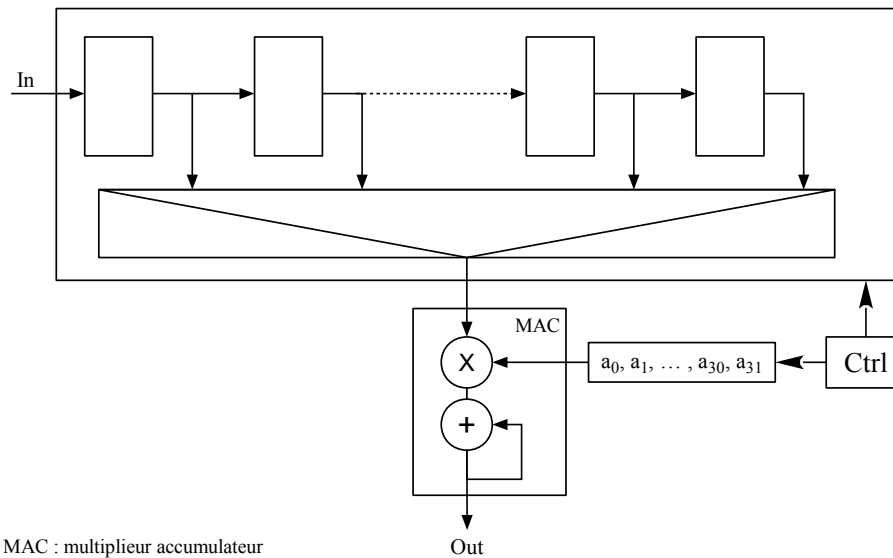 In
MAC
X
a₀, a₁, … , a₃₀, a₃₁
Ctrl
+
MAC : multiplieur accumulateur
Out